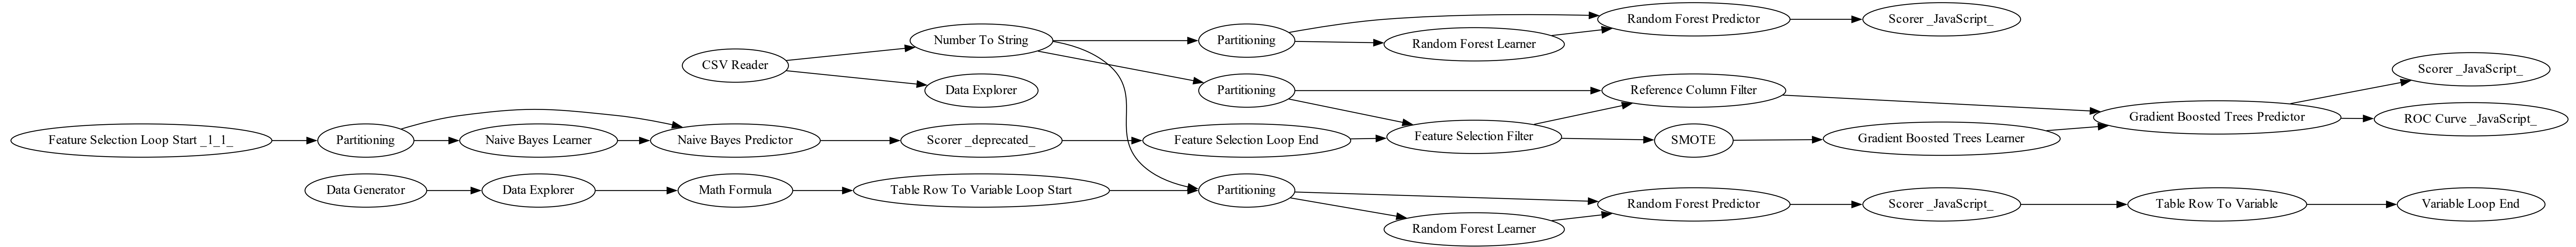 Random Forest Predictor
Scorer _JavaScript_
Number To String
Partitioning
Random Forest Learner
CSV Reader
Scorer _JavaScript_
Data Explorer
Partitioning
Reference Column Filter
Gradient Boosted Trees Predictor
ROC Curve _JavaScript_
Feature Selection Loop Start _1_1_
Partitioning
Naive Bayes Learner
Naive Bayes Predictor
Scorer _deprecated_
Feature Selection Loop End
Feature Selection Filter
SMOTE
Gradient Boosted Trees Learner
Data Generator
Data Explorer
Math Formula
Table Row To Variable Loop Start
Partitioning
Random Forest Predictor
Scorer _JavaScript_
Table Row To Variable
Variable Loop End
Random Forest Learner